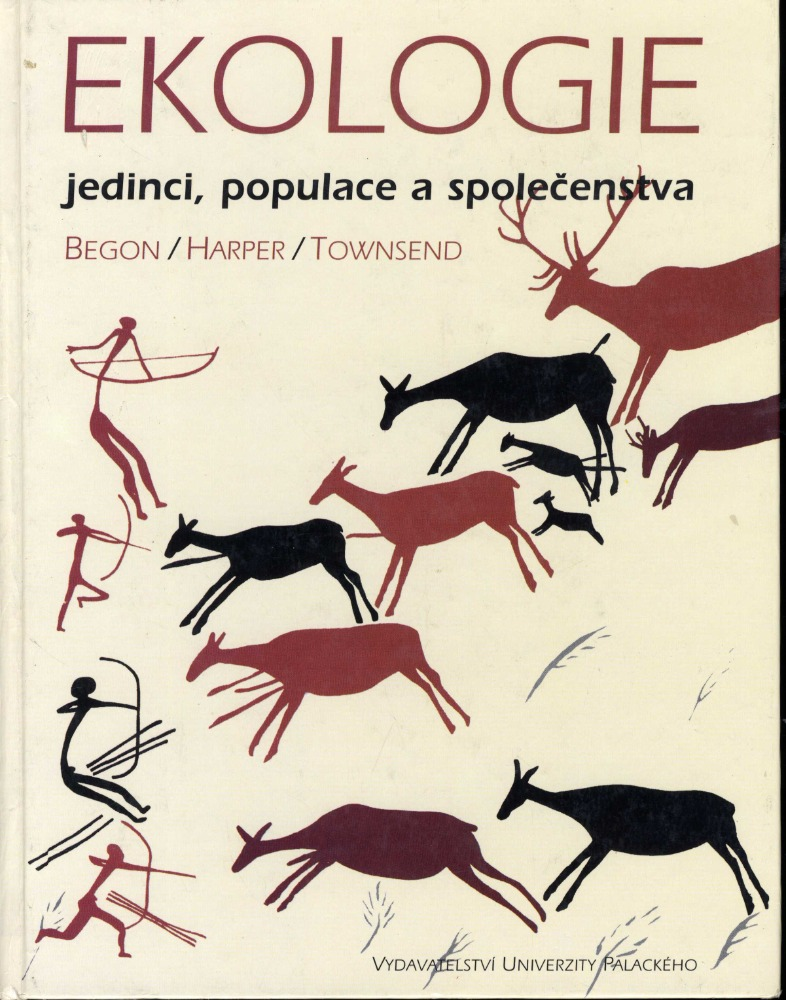 EKOLOGIE
jedinci, populace a společenstva
BEGON / HARPER / TOWNSEND
VYDAVATELSTVÍ UNIVERZITY PALACKÉHO